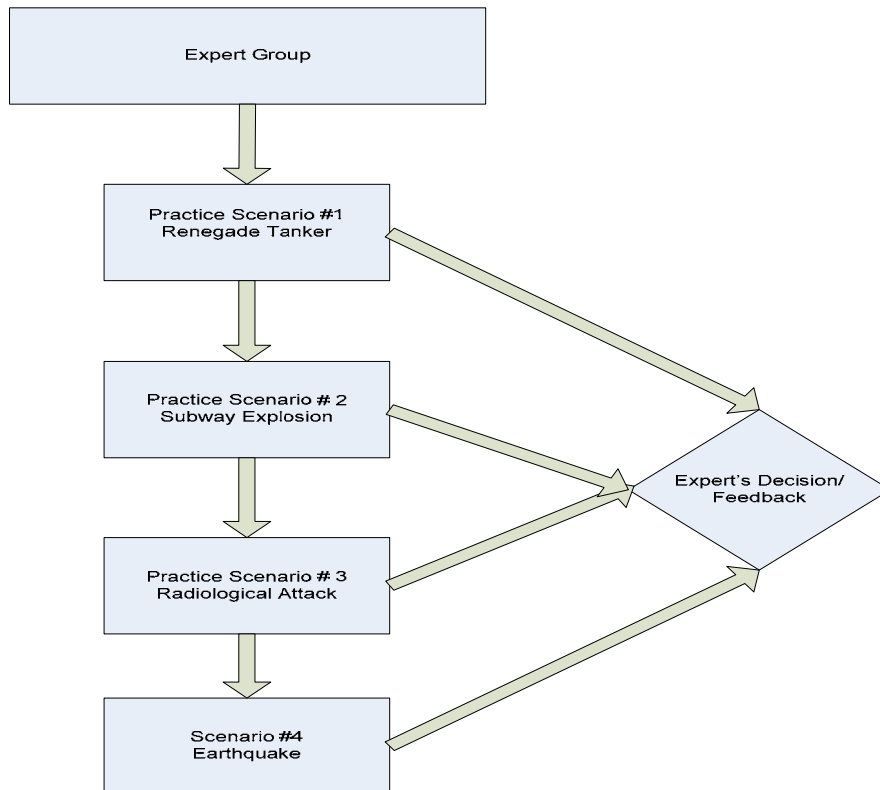 Expert Group
Practice Scenario #1
Renegade Tanker
Practice Scenario # 2
Subway Explosion
Expert's Decision/
Feedback
Practice Scenario # 3
Radiological Attack
Scenario #4
Earthquake